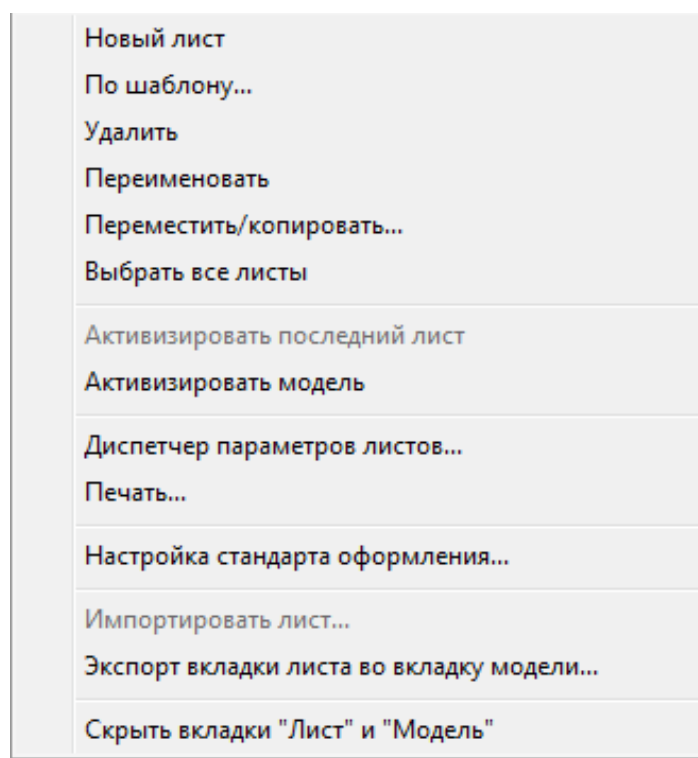 Новый лист
По шаблону...
Удалить
Переименовать
Переместить/копировать...
Выбрать все листы
Активизировать последний лист
Активизировать модель
Диспетчер параметров листов...
Печать...
Настройка стандарта оформления...
Импортировать лист...
Экспорт вкладки листа во вкладку модели...
Скрыть вкладки "Лист" и "Модель"